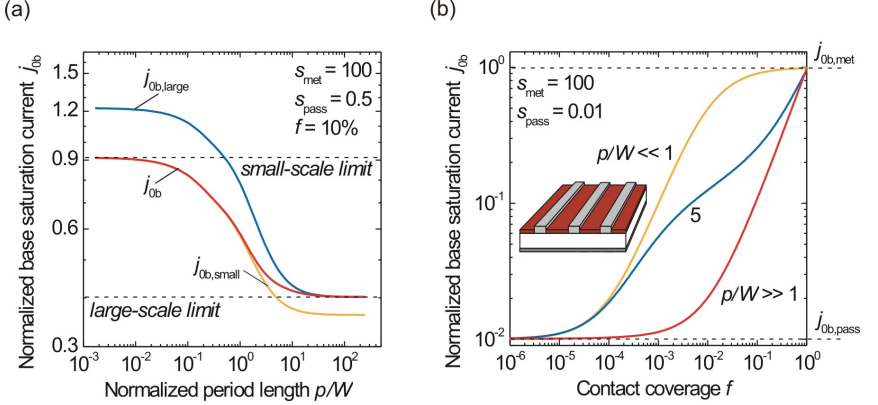 (a)
Normalized base saturation current j0b
1.5
1.2
0.9
0.6
0.3
j0b,large
smet = 100
spass = 0.5
f = 10%
small-scale limit
j0b
j0b,small
large-scale limit
10-3 10-2 10-1 100 101 102
Normalized period length p/W
(b)
Normalized base saturation current j0b
100
10-1
10-2
j0b,met
smet = 100
spass = 0.01
p/W << 1
5
p/W >> 1
j0b,pass
10-6 10-5 10-4 10-3 10-2 10-1 100
Contact coverage f